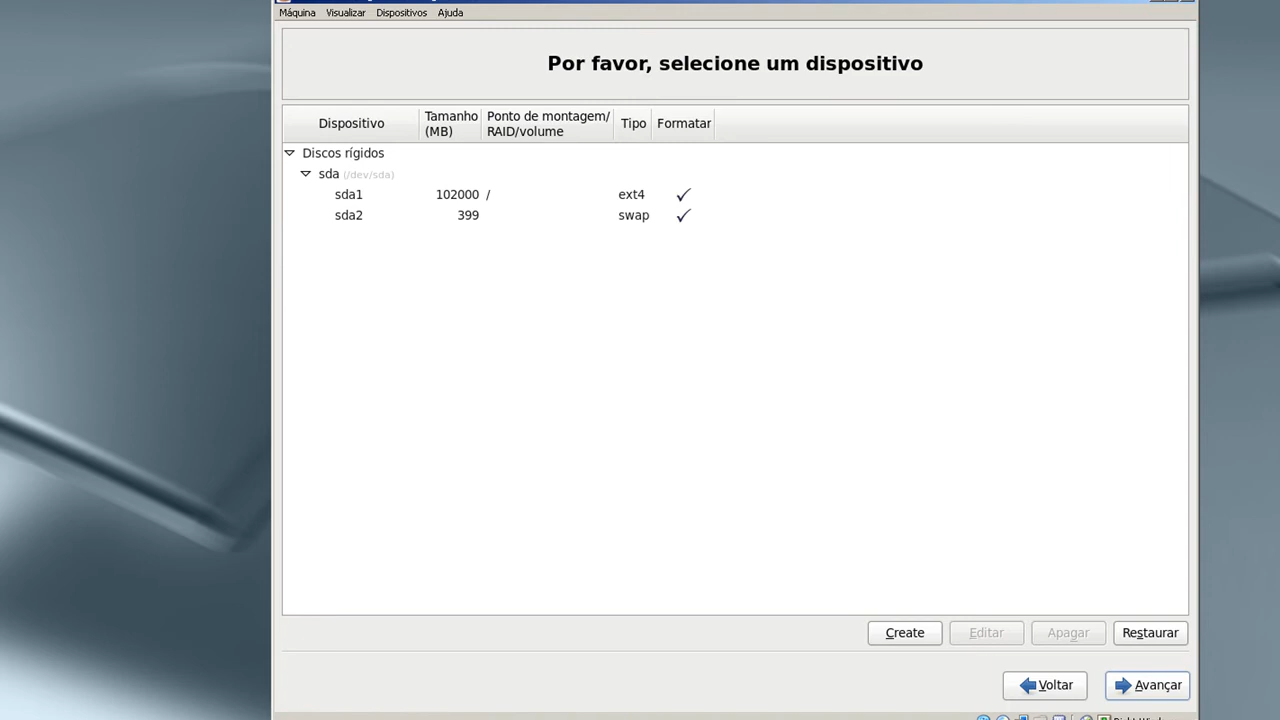 Máquina Visualizar Dispositivos Ajuda
Por favor, selecione um dispositivo
Dispositivo Tamanho (MB) Ponto de montagem/ RAID/volume Tipo Formatar
Discos rígidos
sda (/dev/sda)
sda1 102000 / ext4
sda2 399 swap
Create Editar Apagar Restaurar
Voltar Avançar